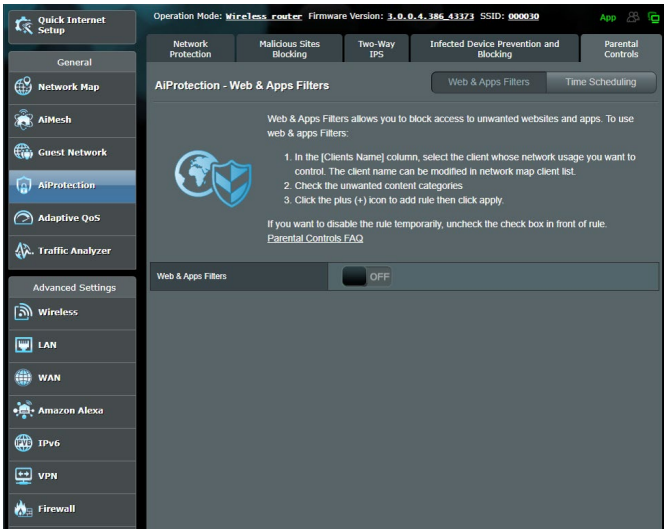 Quick Internet
Setup
Operation Mode: Wireless router Firmware Version: 3.0.0.4.386_43373 SSID: 000030
App
General
Network Map
AiMesh
Guest Network
AiProtection
Adaptive QoS
Traffic Analyzer
Advanced Settings
Wireless
LAN
WAN
Amazon Alexa
IPv6
IPV6
VPN
Firewall
Network
Protection
Malicious Sites
Blocking
Two-Way
IPS
Infected Device Prevention and
Blocking
Parental
Controls
AiProtection - Web & Apps Filters
Web & Apps Filters
Time Scheduling
Web & Apps Filters allows you to block access to unwanted websites and apps. To use
web & apps Filters:
1. In the [Clients Name] column, select the client whose network usage you want to
control. The client name can be modified in network map client list.
2. Check the unwanted content categories
3. Click the plus (+) icon to add rule then click apply.
If you want to disable the rule temporarily, uncheck the check box in front of rule.
Parental Controls FAQ
Web & Apps Filters
OFF